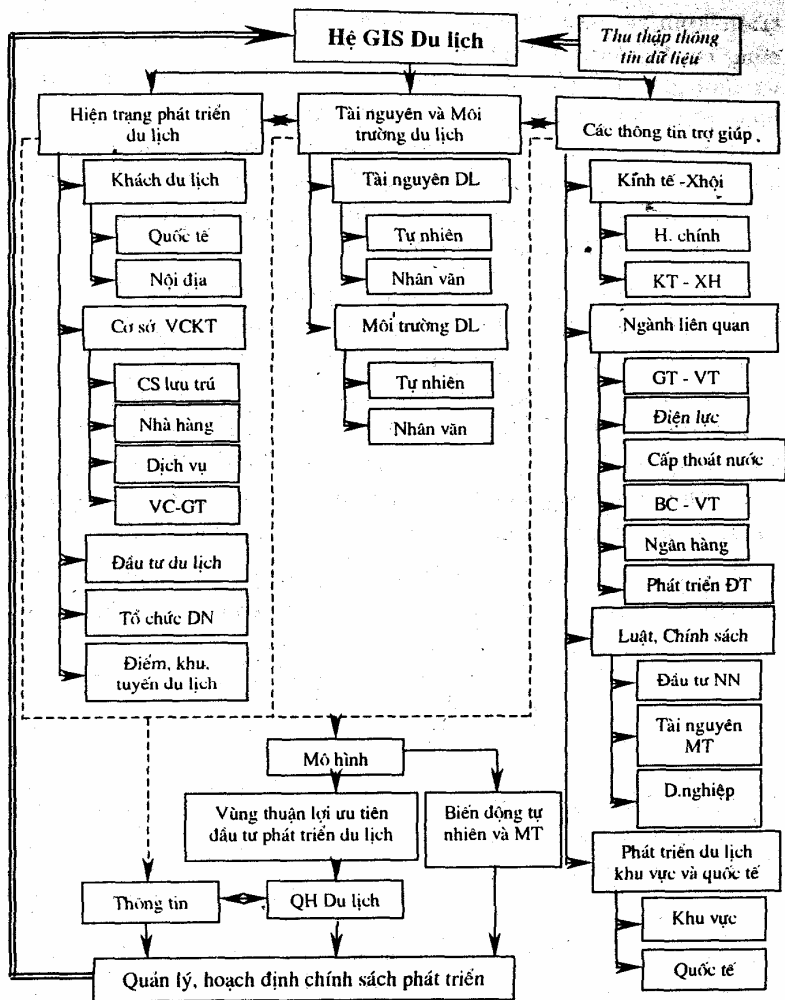 Hệ GIS Du lịch
Thu thập thông
tin dữ liệu
Hiện trạng phát triển
du lịch
Tài nguyên và Môi
trường du lịch
Các thông tin trợ giúp
Khách du lịch
Quốc tế
Nội địa
Cơ sở VCKT
CS lưu trú
Nhà hàng
Dịch vụ
VC-GT
Đầu tư du lịch
Tổ chức DN
Điểm, khu,
tuyến du lịch
Tài nguyên DL
Tự nhiên
Nhân văn
Môi trường DL
Tự nhiên
Nhân văn
Kinh tế -Xhội
H. chính
KT - XH
Ngành liên quan
GT - VT
Điện lực
Cấp thoát nước
BC - VT
Ngân hàng
Phát triển ĐT
Luật, Chính sách
Đầu tư NN
Tài nguyên
MT
D.nghiệp
Phát triển du lịch
khu vực và quốc tế
Khu vực
Quốc tế
Mô hình
Vùng thuận lợi ưu tiên
đầu tư phát triển du lịch
Biến động tự
nhiên và MT
Thông tin
QH Du lịch
Quản lý, hoạch định chính sách phát triển